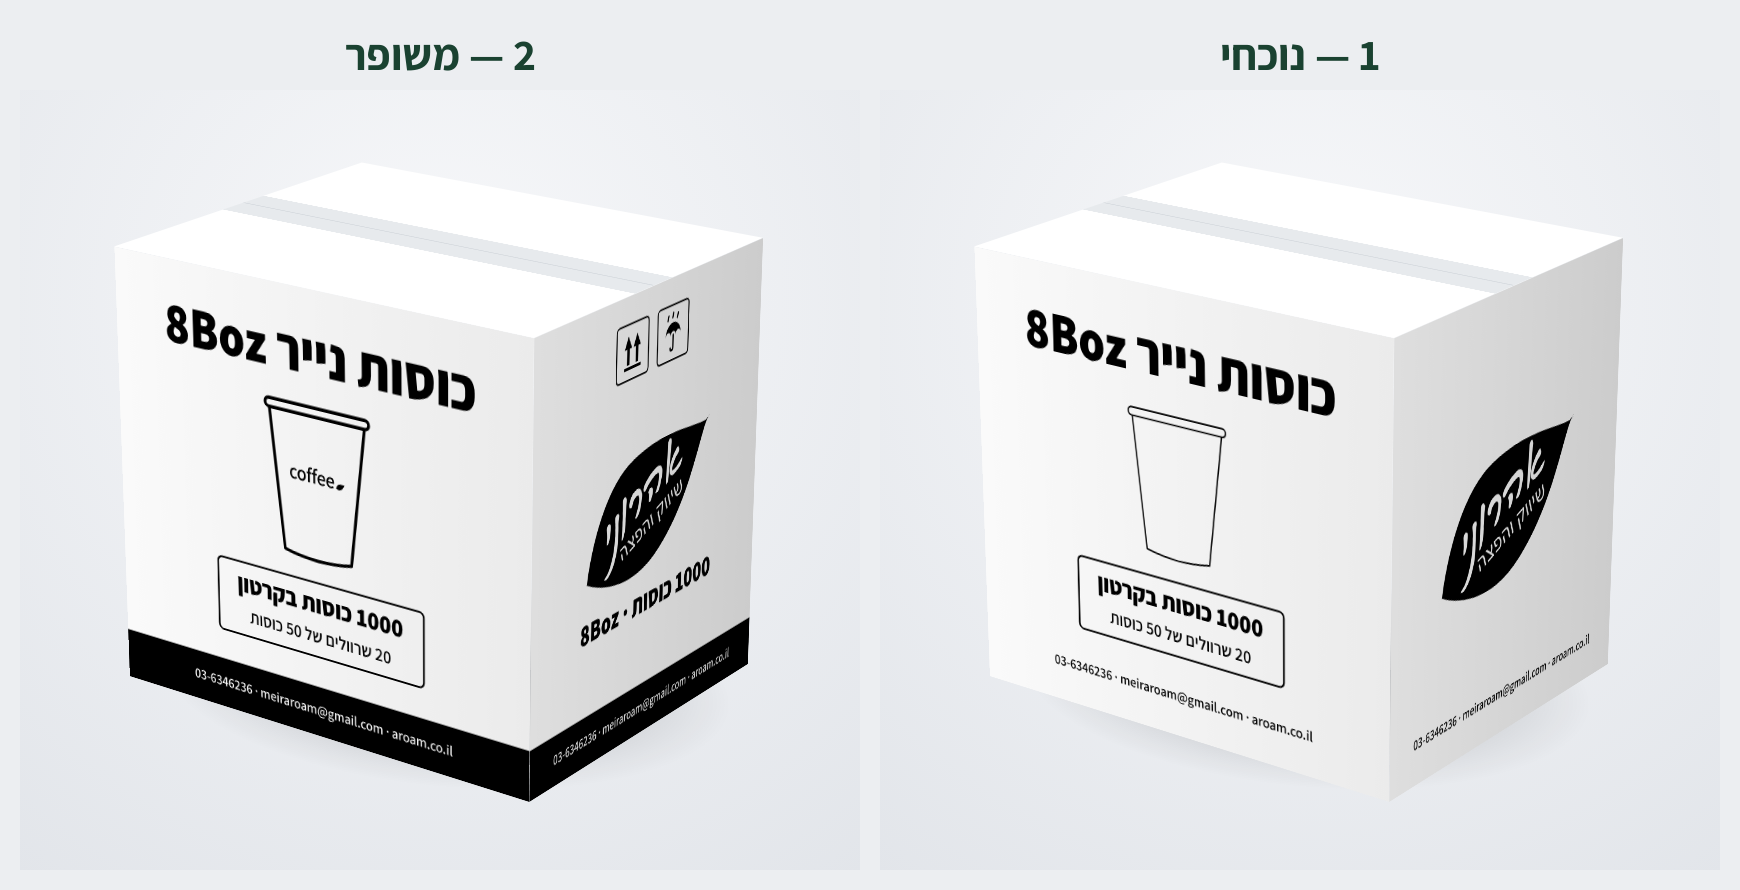 1 — נוכחי
כוסות נייר 8Boz
1000 כוסות בקרטון
20 שרוולים של 50 כוסות
03-6346236 · meiraroam@gmail.com · aroam.co.il
אהרוני
שיווק והפצה
03-6346236 · meiraroam@gmail.com · aroam.co.il
2 — משופר
כוסות נייר 8Boz
coffee
1000 כוסות בקרטון
20 שרוולים של 50 כוסות
03-6346236 · meiraroam@gmail.com · aroam.co.il
אהרוני
שיווק והפצה
1000 כוסות · 8Boz
03-6346236 · meiraroam@gmail.com · aroam.co.il